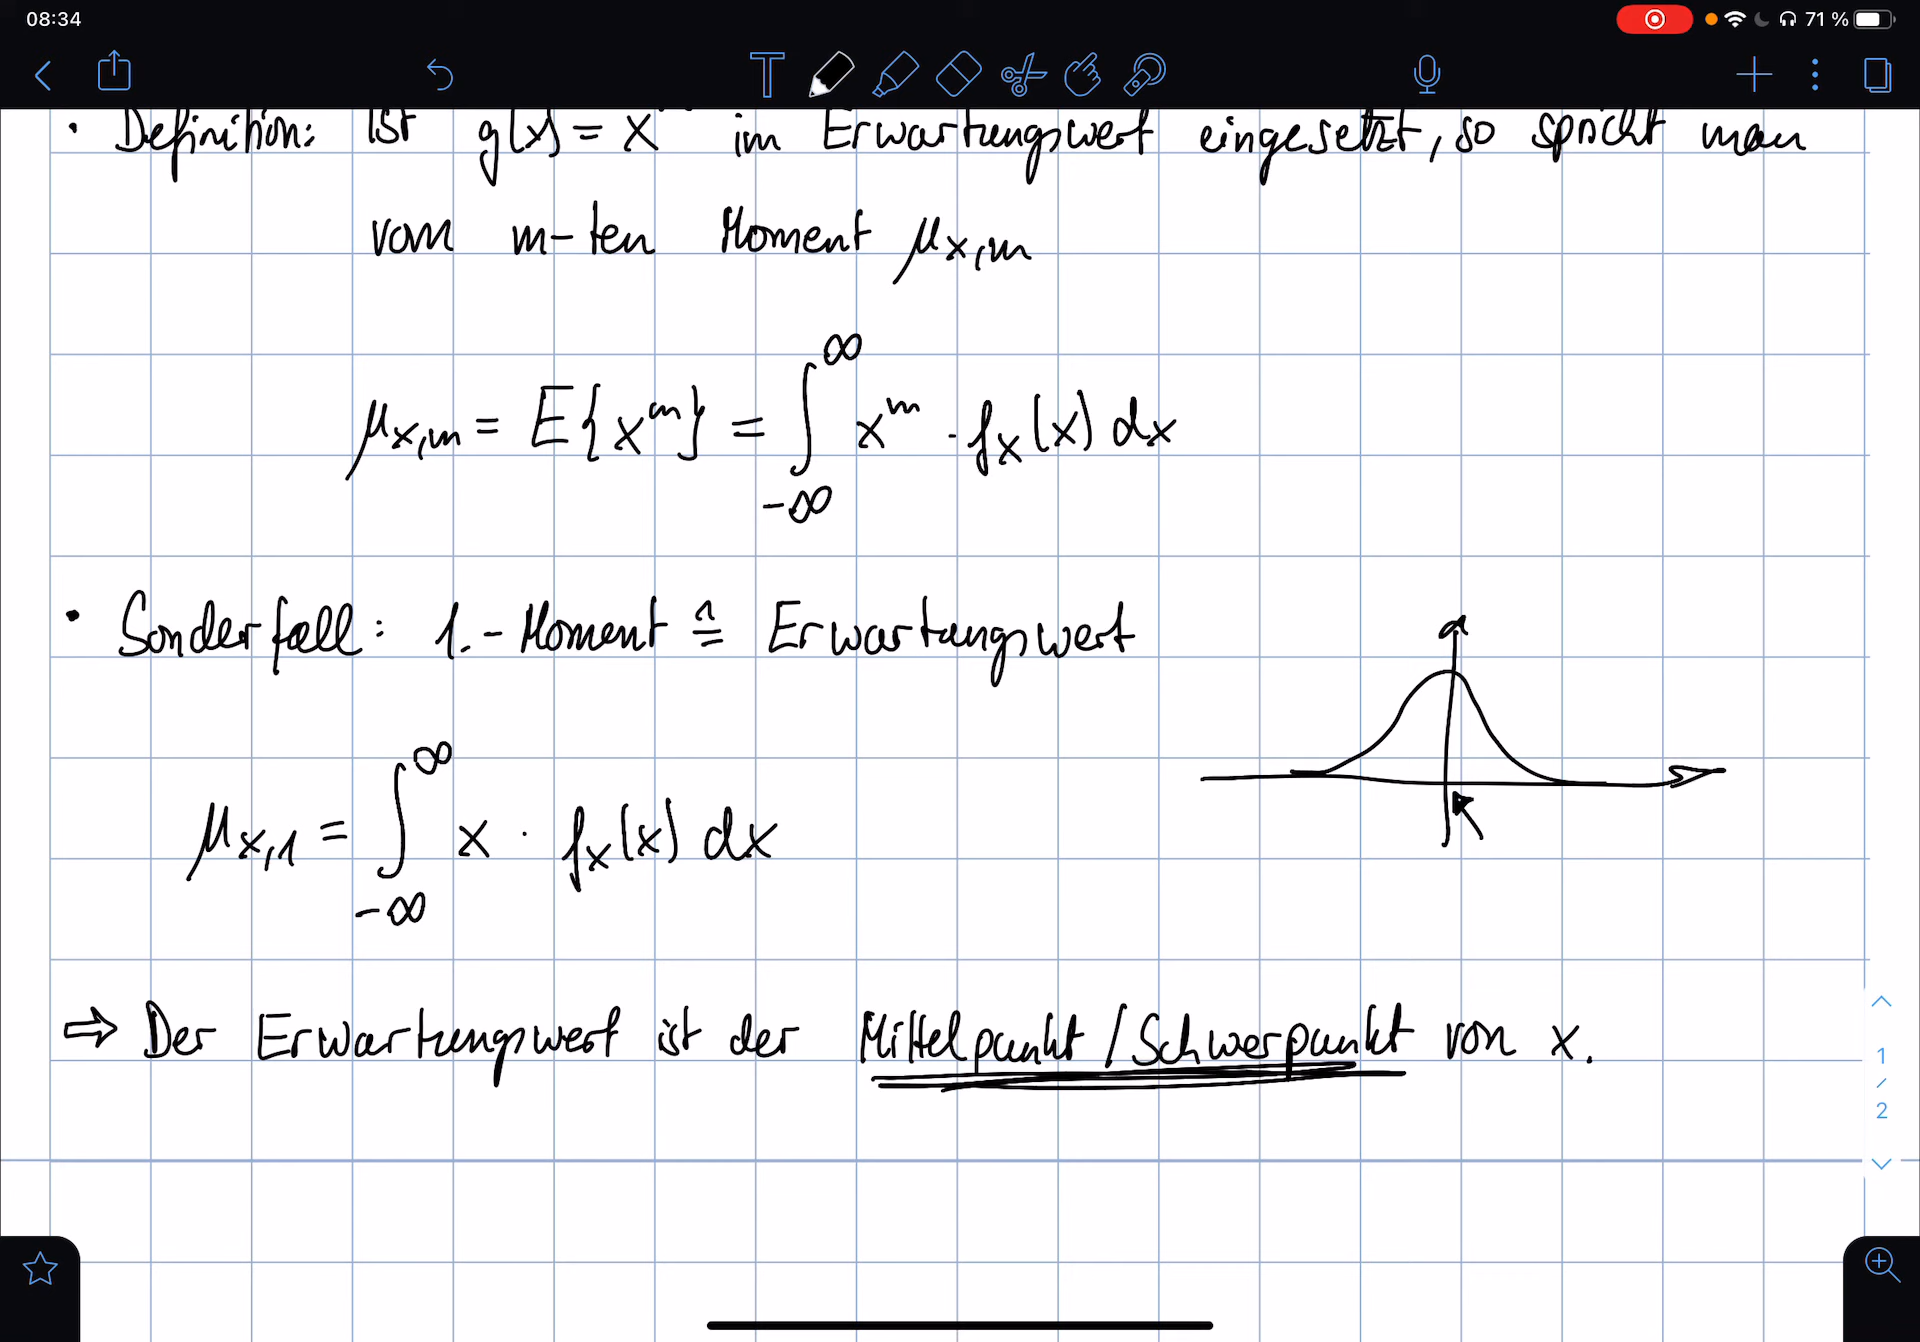 08:34
71 %
• Definition: Ist g(x) = x im Erwartungswert eingesetzt, so spricht man
vom m-ten Moment μx,m
μx,m = E{x^m} = ∫_{-∞}^{∞} x^m · fx(x) dx
• Sonderfall: 1.-Moment ≙ Erwartungswert
μx,1 = ∫_{-∞}^{∞} x · fx(x) dx
⇒ Der Erwartungswert ist der Mittelpunkt/Schwerpunkt von x.
1
/
2